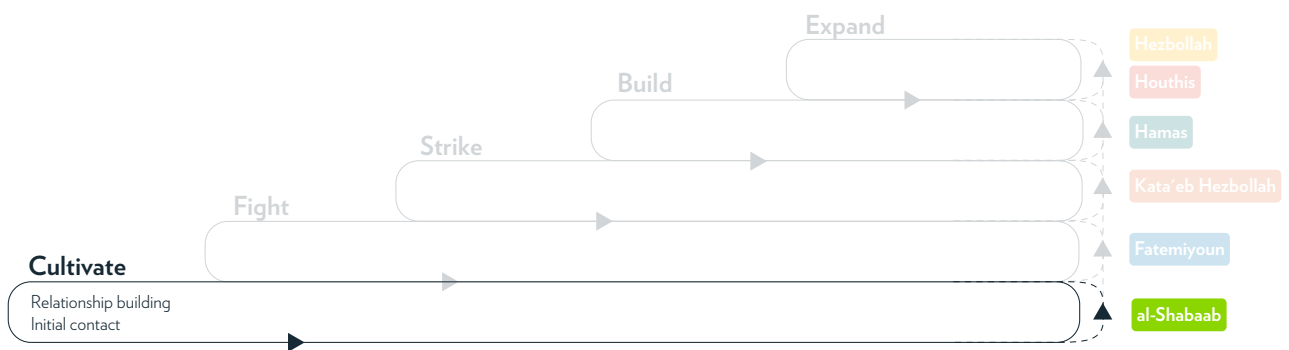 Expand
Hezbollah
Houthis
Build
Hamas
Strike
Kata'eb Hezbollah
Fight
Fatemiyoun
Cultivate
Relationship building
Initial contact
al-Shabaab